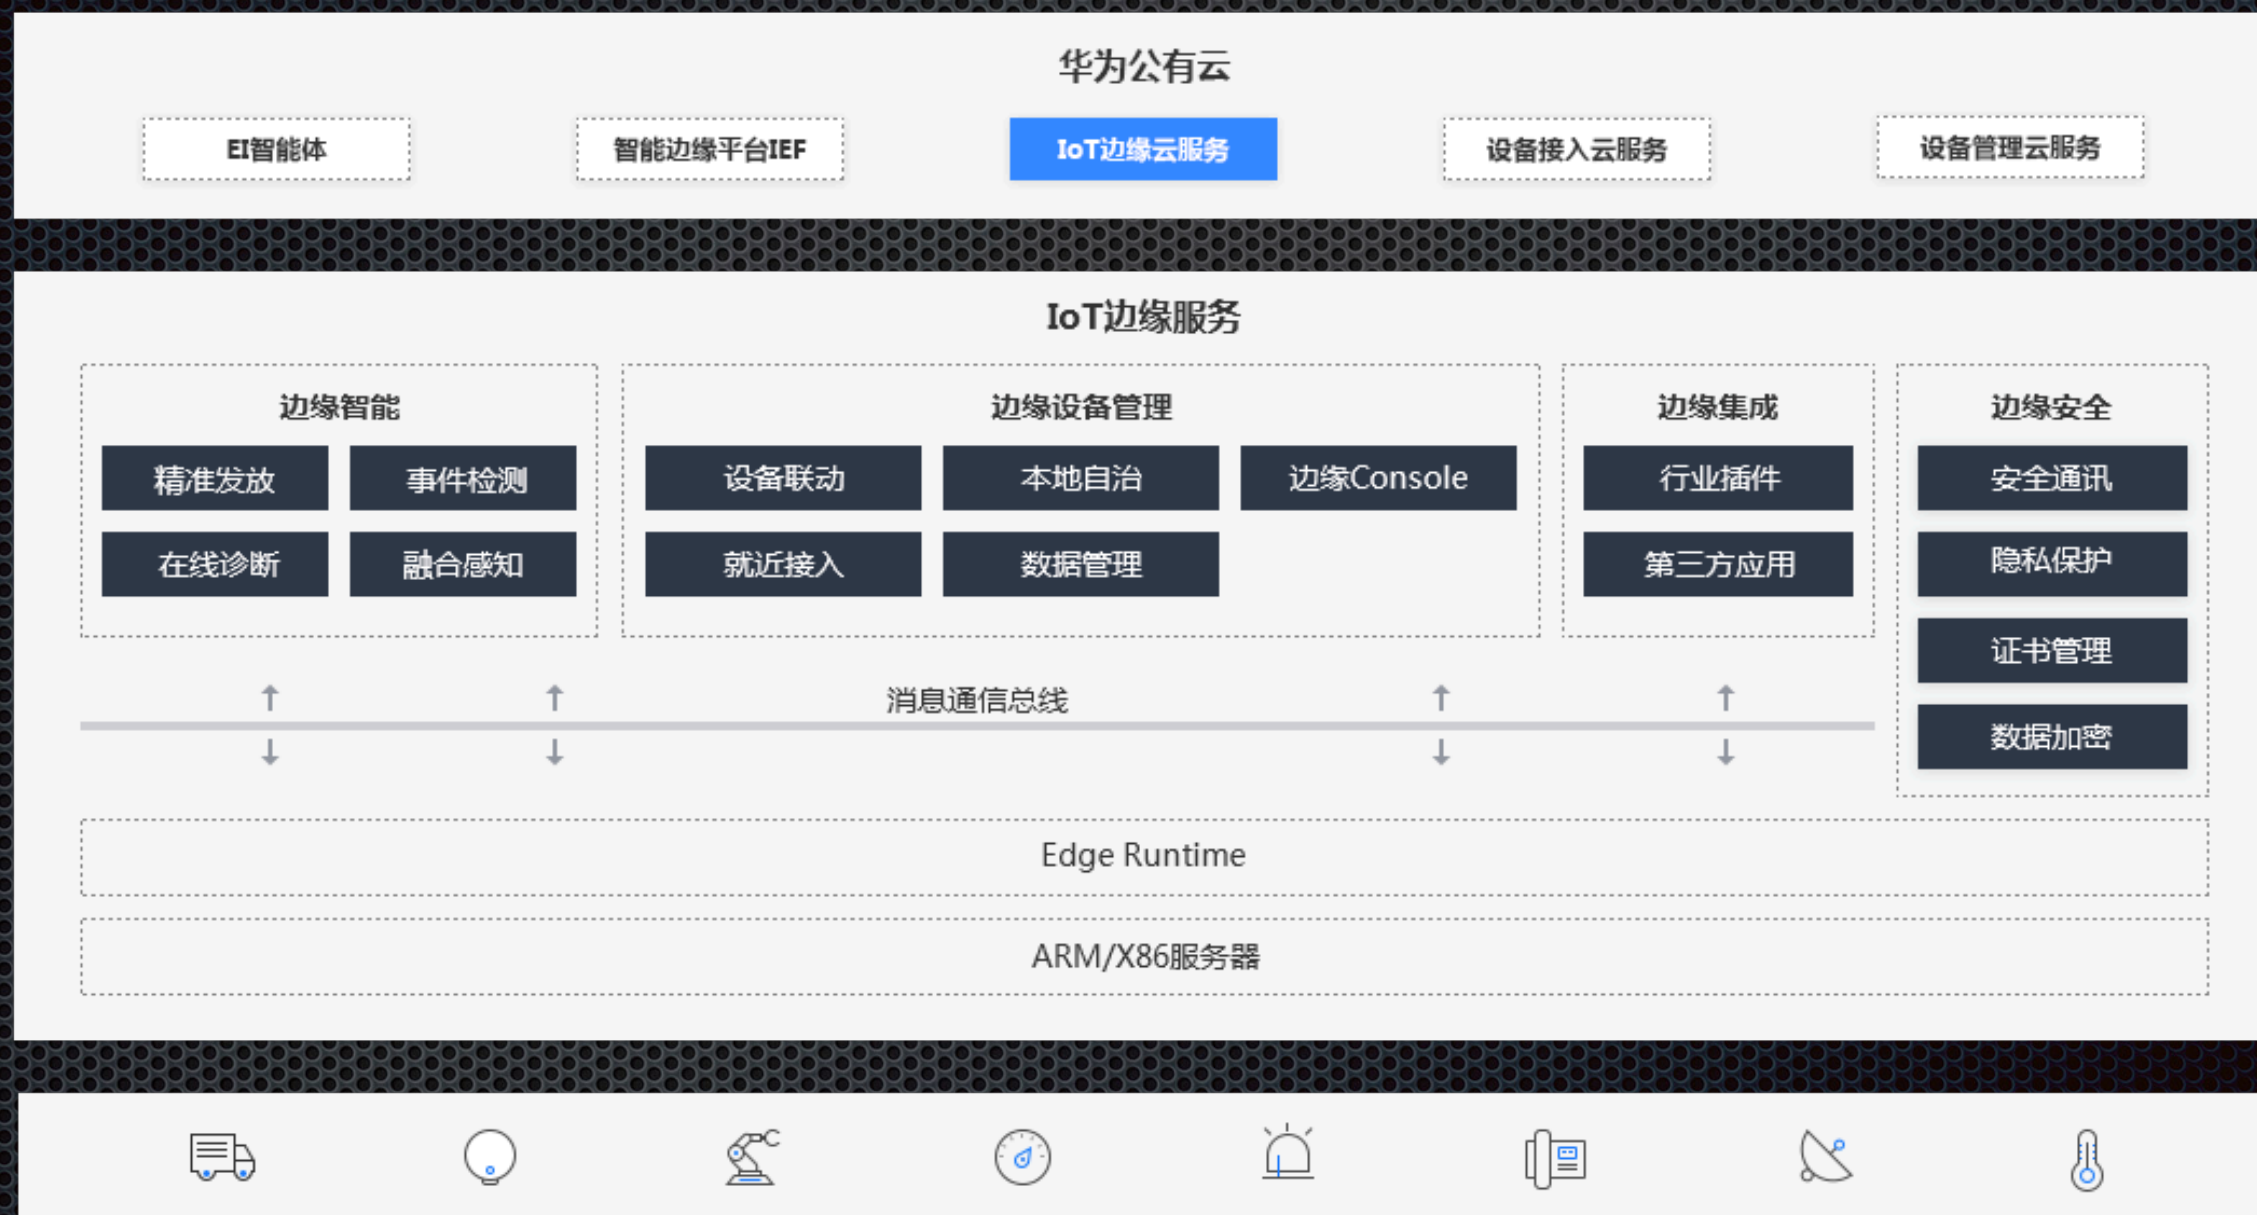 华为公有云
EI智能体
智能边缘平台IEF
IoT边缘云服务
设备接入云服务
设备管理云服务
IoT边缘服务
边缘智能
精准发放
事件检测
在线诊断
融合感知
边缘设备管理
设备联动
本地自治
边缘Console
就近接入
数据管理
边缘集成
行业插件
第三方应用
边缘安全
安全通讯
隐私保护
证书管理
数据加密
消息通信总线
Edge Runtime
ARM/X86服务器